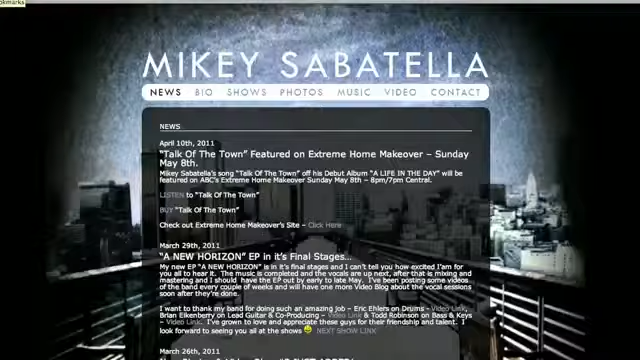 okmarks
MIKEY SABATELLA
NEWS BIO SHOWS PHOTOS MUSIC VIDEO CONTACT
NEWS
April 10th, 2011
"Talk Of The Town" Featured on Extreme Home Makeover – Sunday
May 8th.
Mikey Sabatella's song "Talk Of The Town" off his Debut Album "A LIFE IN THE DAY" will be
featured on ABC's Extreme Home Makeover Sunday May 8th – 8pm/7pm Central.
LISTEN to "Talk Of The Town"
BUY "Talk Of The Town"
Check out Extreme Home Makeover's Site – Click Here
March 29th, 2011
"A NEW HORIZON" EP in it's Final Stages...
My new EP "A NEW HORIZON" is in it's final stages and I can't tell you how excited I'am for
you all to hear it. The music is completed and the vocals are up next, after that is mixing and
mastering and I should have the EP out by early to late May. I've been posting some videos
of the band every couple of weeks and will have one more Video Blog about the vocal sessions
soon after they're done.
I want to thank my band for doing such an amazing job – Eric Ehlers on Drums - Video Link,
Brian Eikenberry on Lead Guitar & Co-Producing - Video Link & Todd Robinson on Bass & Keys
- Video Link. I've grown to love and appreciate these guys for their friendship and talent. I
look forward to seeing you all at the shows NEXT SHOW LINK
March 26th, 2011